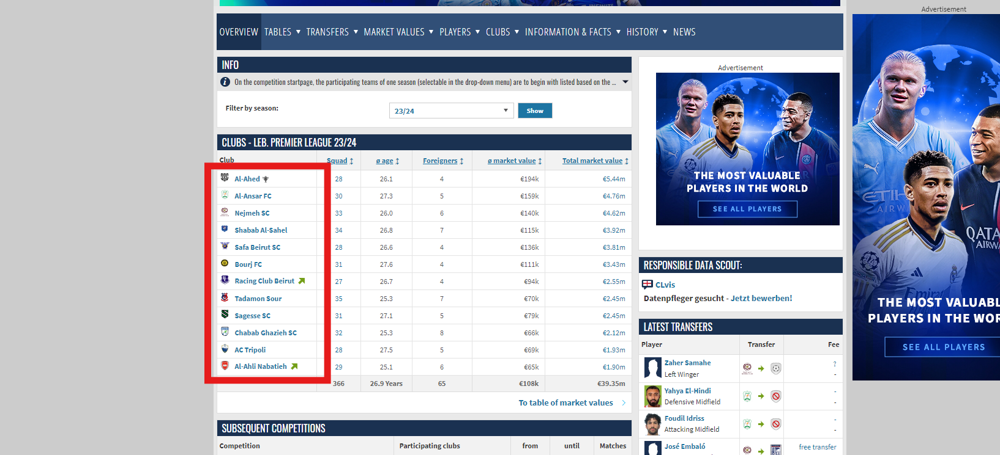 Advertisement
OVERVIEW TABLES TRANSFERS MARKET VALUES PLAYERS CLUBS INFORMATION & FACTS HISTORY NEWS
INFO
On the competition startpage, the participating teams of one season (selectable in the drop-down menu) are to begin with listed based on the ...
Filter by season:
23/24
Show
CLUBS - LEB. PREMIER LEAGUE 23/24
Club Squad ø age Foreigners ø market value Total market value
Al-Ahed 28 26.1 4 €194k €5.44m
Al-Ansar FC 30 27.3 5 €159k €4.76m
Nejmeh SC 33 26.0 6 €140k €4.62m
Shabab Al-Sahel 34 26.8 7 €115k €3.92m
Safa Beirut SC 28 26.6 4 €136k €3.81m
Bourj FC 31 27.6 4 €111k €3.43m
Racing Club Beirut 27 26.7 4 €94k €2.55m
Tadamon Sour 35 25.3 7 €70k €2.45m
Sagesse SC 31 27.1 5 €79k €2.45m
Chabab Ghazieh SC 32 25.3 8 €66k €2.12m
AC Tripoli 28 27.5 5 €69k €1.93m
Al-Ahli Nabatieh 29 25.1 6 €65k €1.90m
366 26.9 Years 65 €108k €39.35m
To table of market values
SUBSEQUENT COMPETITIONS
Competition Participating clubs from until Matches
Advertisement
THE MOST VALUABLE
PLAYERS IN THE WORLD
SEE ALL PLAYERS
RESPONSIBLE DATA SCOUT:
CLvis
Datenpfleger gesucht - Jetzt bewerben!
LATEST TRANSFERS
Player Transfer Fee
Zaher Samahe ?
Left Winger -
Yahya El-Hindi -
Defensive Midfield -
Foudil Idriss -
Attacking Midfield -
José Embaló free transfer
QATA
AIRWA
THE MOST VALUABL
PLAYERS IN THE WOR
SEE ALL PLAYERS